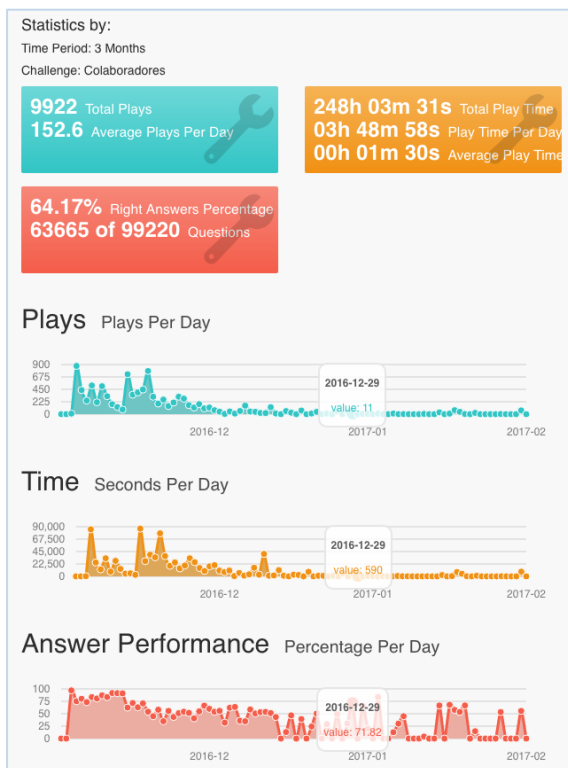 Statistics by:
Time Period: 3 Months
Challenge: Colaboradores
9922 Total Plays
152.6 Average Plays Per Day
248h 03m 31s Total Play Time
03h 48m 58s Play Time Per Day
00h 01m 30s Average Play Time
64.17% Right Answers Percentage
63665 of 99220 Questions
Plays Plays Per Day
900
675
450
225
0
2016-12-29
value: 11
2016-12 2017-01 2017-02
Time Seconds Per Day
90,000
67,500
45,000
22,500
0
2016-12-29
value: 590
2016-12 2017-01 2017-02
Answer Performance Percentage Per Day
100
75
50
25
0
2016-12-29
value: 71.82
2016-12 2017-01 2017-02